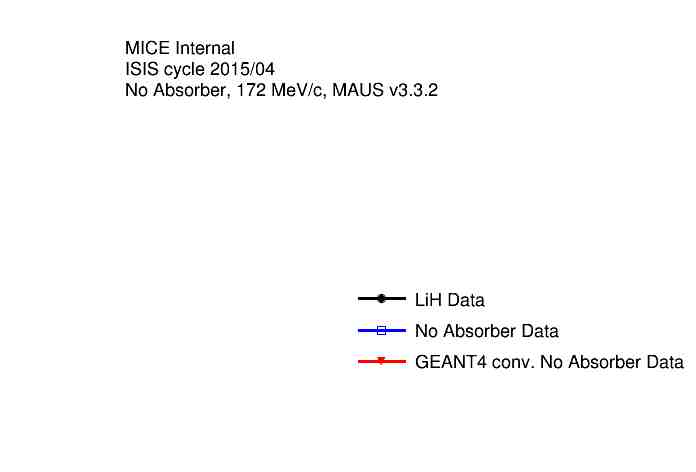 MICE Internal
ISIS cycle 2015/04
No Absorber, 172 MeV/c, MAUS v3.3.2
LiH Data
No Absorber Data
GEANT4 conv. No Absorber Data